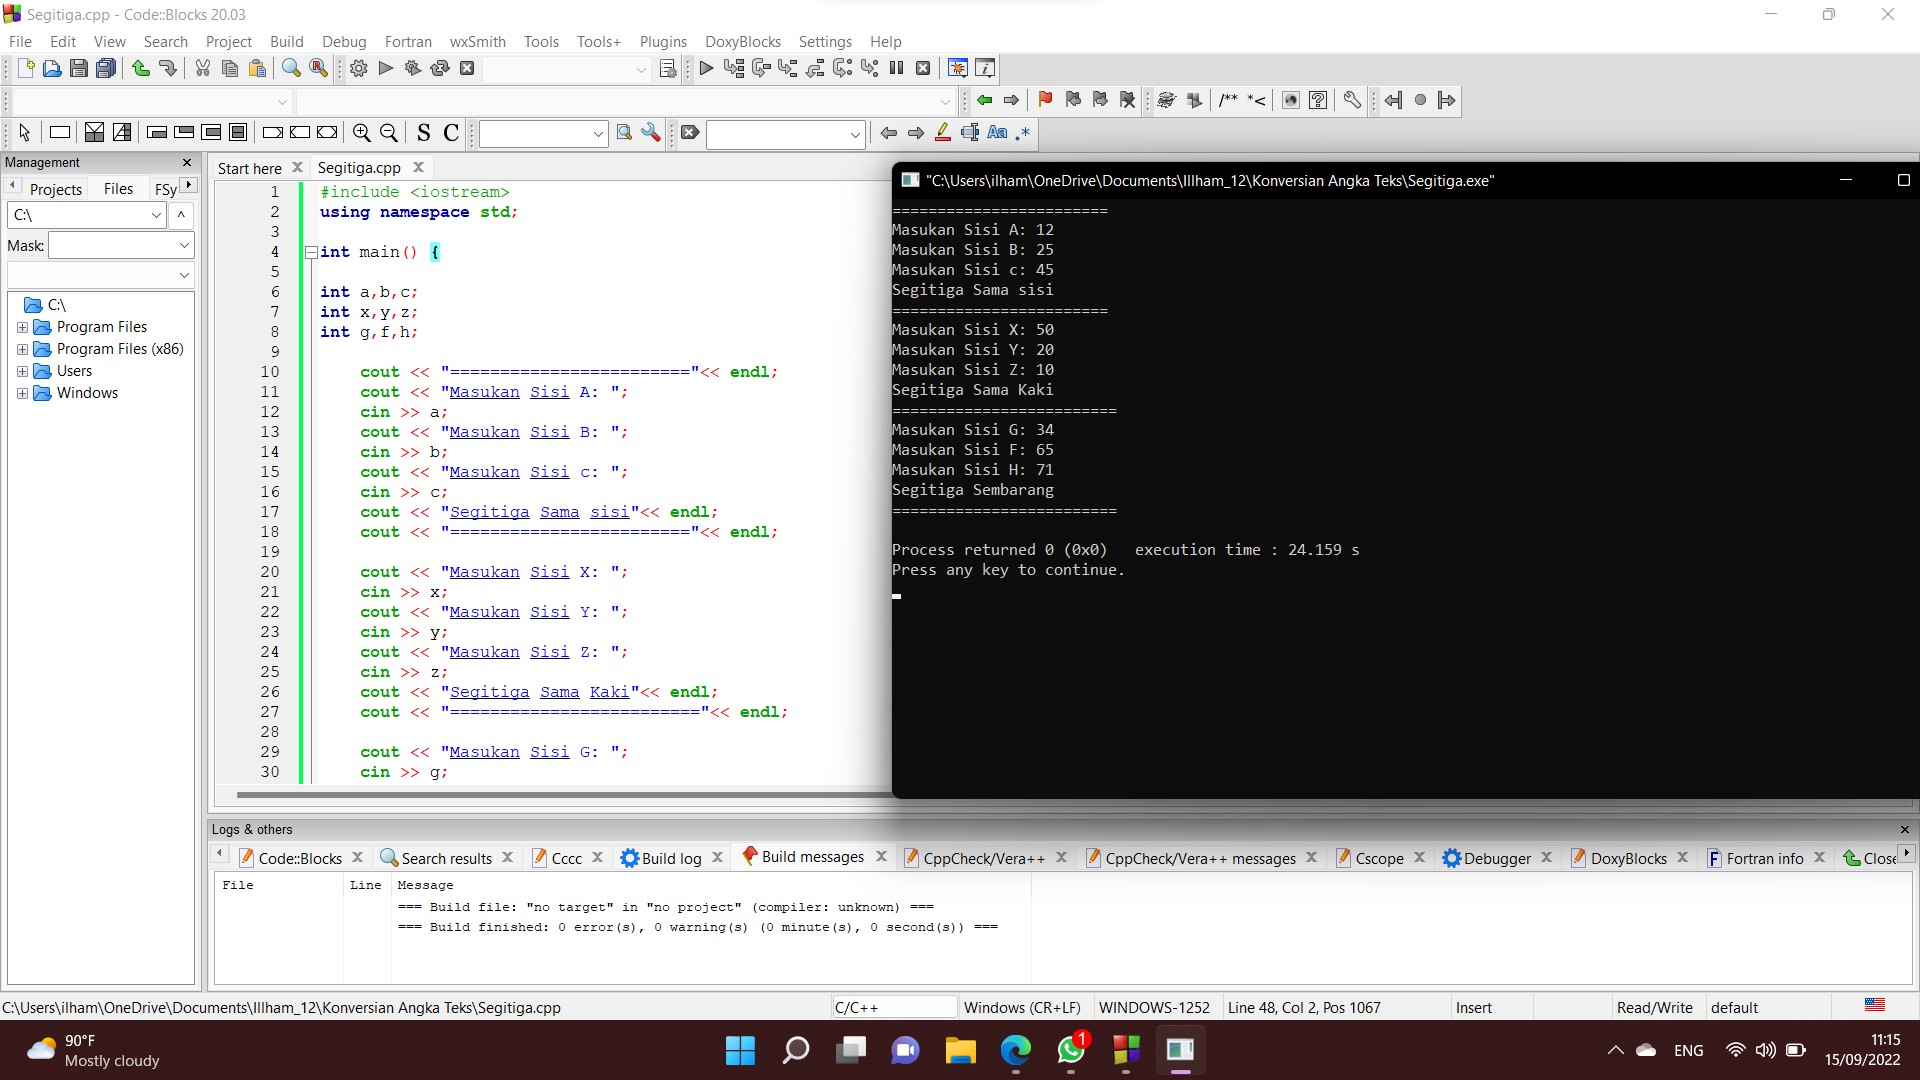 Segitiga.cpp - Code::Blocks 20.03
File Edit View Search Project Build Debug Fortran wxSmith Tools Tools+ Plugins DoxyBlocks Settings Help
/** *<
S C Aa .*
Management
Projects Files FSy
C:\
Mask:
C:\
Program Files
Program Files (x86)
Users
Windows
Start here Segitiga.cpp
1 #include <iostream>
2 using namespace std;
3
4 int main() {
5
6 int a,b,c;
7 int x,y,z;
8 int g,f,h;
9
10 cout << "========================"<< endl;
11 cout << "Masukan Sisi A: ";
12 cin >> a;
13 cout << "Masukan Sisi B: ";
14 cin >> b;
15 cout << "Masukan Sisi c: ";
16 cin >> c;
17 cout << "Segitiga Sama sisi"<< endl;
18 cout << "========================"<< endl;
19
20 cout << "Masukan Sisi X: ";
21 cin >> x;
22 cout << "Masukan Sisi Y: ";
23 cin >> y;
24 cout << "Masukan Sisi Z: ";
25 cin >> z;
26 cout << "Segitiga Sama Kaki"<< endl;
27 cout << "========================="<< endl;
28
29 cout << "Masukan Sisi G: ";
30 cin >> g;
"C:\Users\ilham\OneDrive\Documents\Illham_12\Konversian Angka Teks\Segitiga.exe"
========================
Masukan Sisi A: 12
Masukan Sisi B: 25
Masukan Sisi c: 45
Segitiga Sama sisi
========================
Masukan Sisi X: 50
Masukan Sisi Y: 20
Masukan Sisi Z: 10
Segitiga Sama Kaki
=========================
Masukan Sisi G: 34
Masukan Sisi F: 65
Masukan Sisi H: 71
Segitiga Sembarang
=========================
Process returned 0 (0x0)   execution time : 24.159 s
Press any key to continue.
Logs & others
Code::Blocks Search results Cccc Build log Build messages CppCheck/Vera++ CppCheck/Vera++ messages Cscope Debugger DoxyBlocks Fortran info Close
File Line Message
=== Build file: "no target" in "no project" (compiler: unknown) ===
=== Build finished: 0 error(s), 0 warning(s) (0 minute(s), 0 second(s)) ===
C:\Users\ilham\OneDrive\Documents\Illham_12\Konversian Angka Teks\Segitiga.cpp C/C++ Windows (CR+LF) WINDOWS-1252 Line 48, Col 2, Pos 1067 Insert Read/Write default
90°F
Mostly cloudy
1
ENG
11:15
15/09/2022